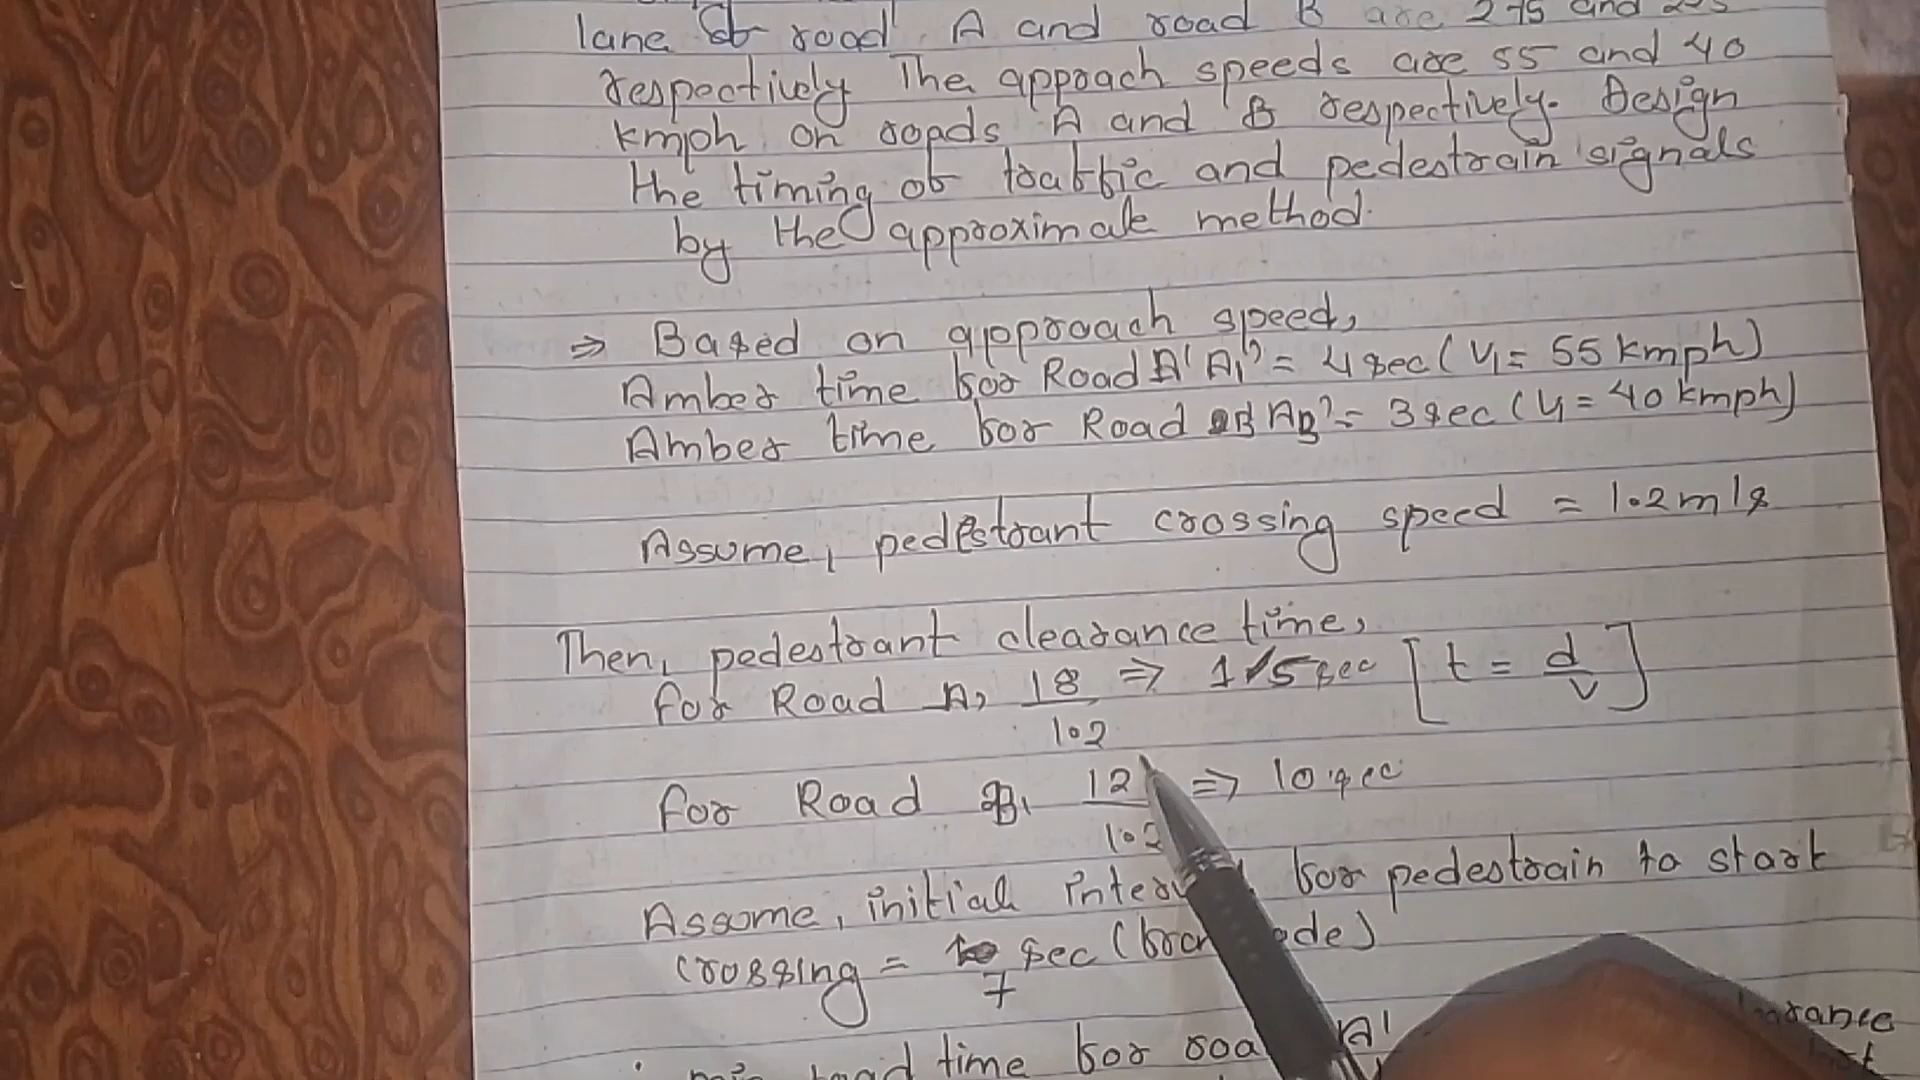 lane of road A and road B are 275 and 225
respectively The appoach speeds are 55 and 40
kmph on roads A and B respectively. Design
the timing of traffic and pedestrain signals
by the approximate method.
⇒ Based on approach speed,
Amber time for Road A' A₁' = 4 sec (V₁ = 55 kmph)
Amber time for Road B AB' = 3 sec (V = 40 kmph)
Assume, pedestrant crossing speed = 1.2 m/s
Then, pedestrant clearance time,
for Road A, 18/1.2 ⇒ 15 sec [t = d/v]
for Road B, 12/1.2 ⇒ 10 sec
Assume, initial for pedestrain to start
crossing = 7 sec
time for A'